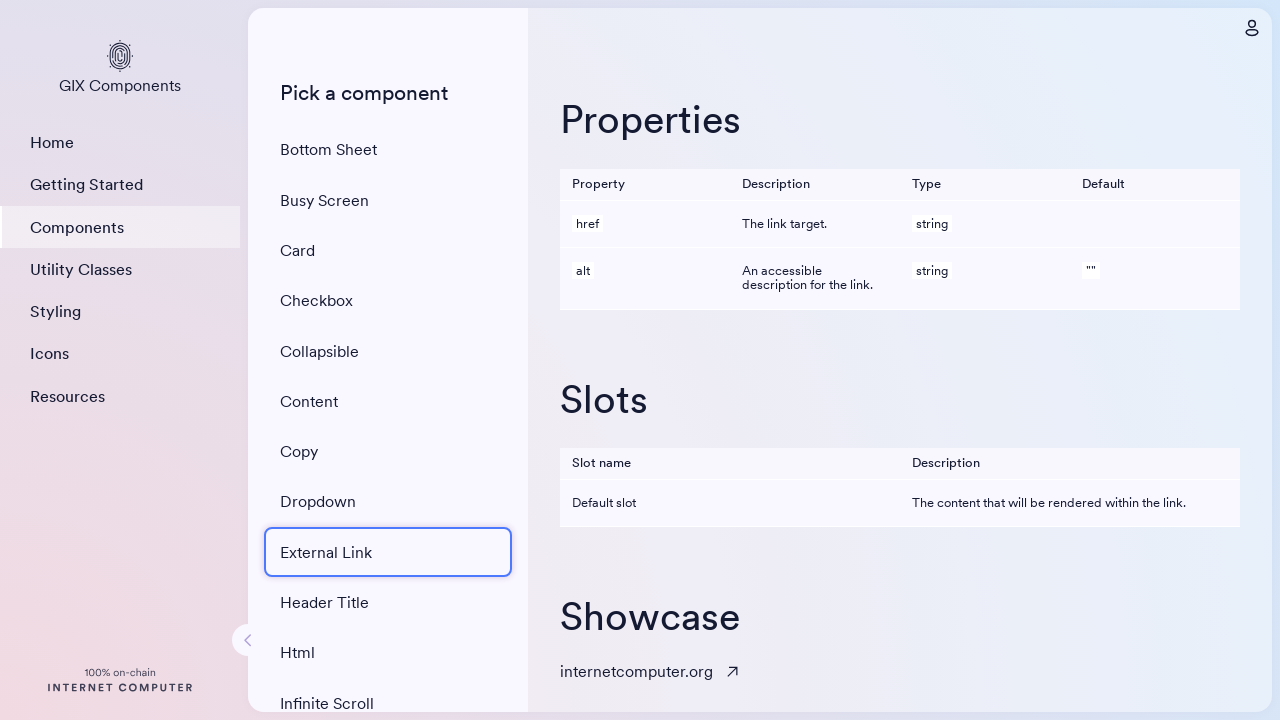 GIX Components
Home
Getting Started
Components
Utility Classes
Styling
Icons
Resources
100% on-chain
INTERNET COMPUTER
Pick a component
Bottom Sheet
Busy Screen
Card
Checkbox
Collapsible
Content
Copy
Dropdown
External Link
Header Title
Html
Infinite Scroll
Properties
Property Description Type Default
href The link target. string
alt An accessible description for the link. string ""
Slots
Slot name Description
Default slot The content that will be rendered within the link.
Showcase
internetcomputer.org